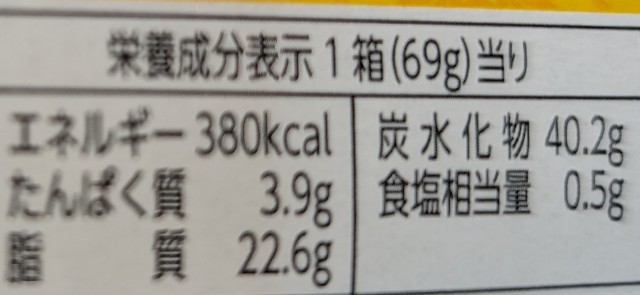 栄養成分表示 1 箱(69g)当り
エネルギー 380kcal
たんぱく質 3.9g
脂質 22.6g
炭水化物 40.2g
食塩相当量 0.5g